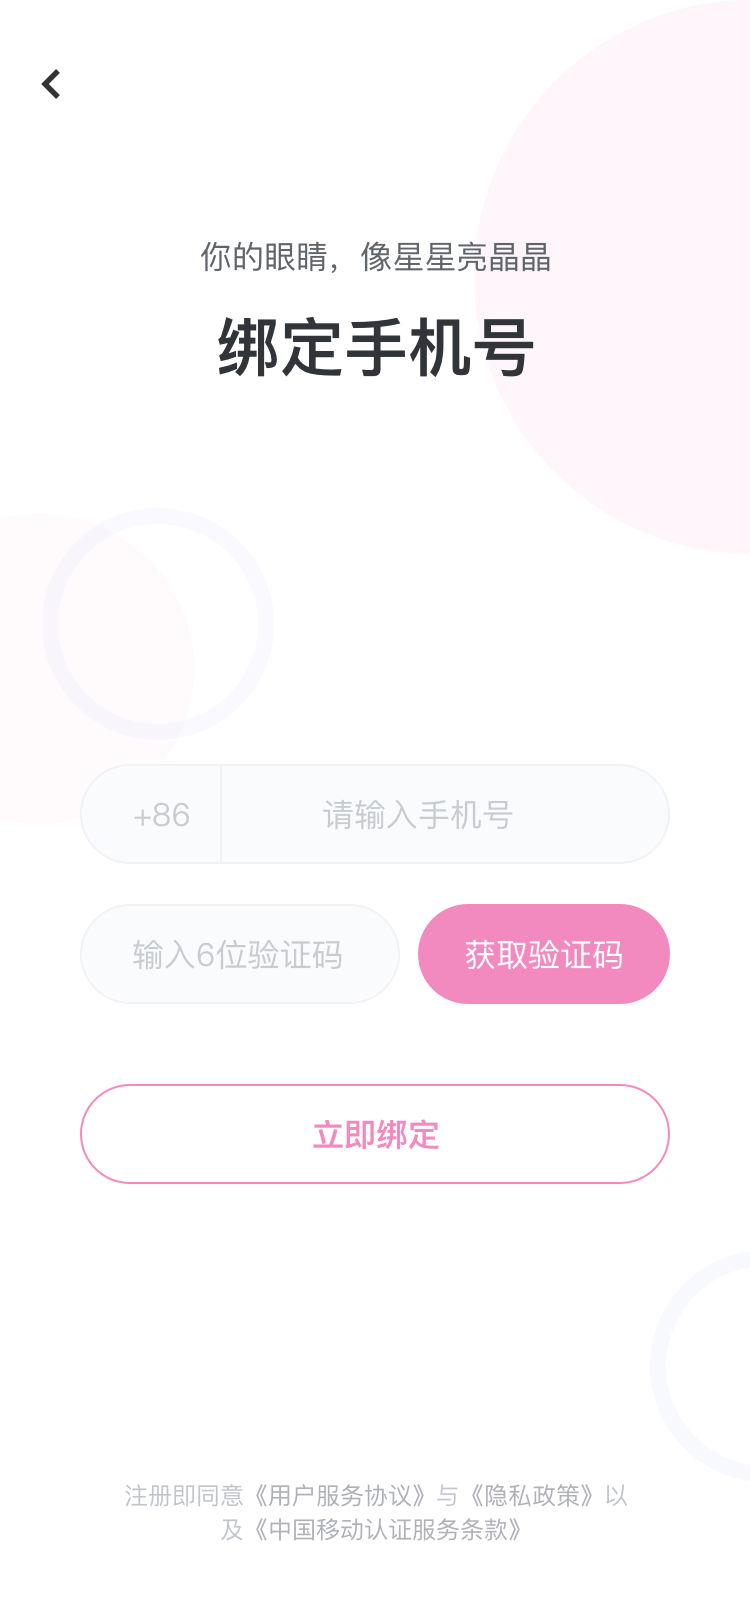 你的眼睛，像星星亮晶晶
绑定手机号
+86 请输入手机号
输入6位验证码 获取验证码
立即绑定
注册即同意《用户服务协议》与《隐私政策》以
及《中国移动认证服务条款》